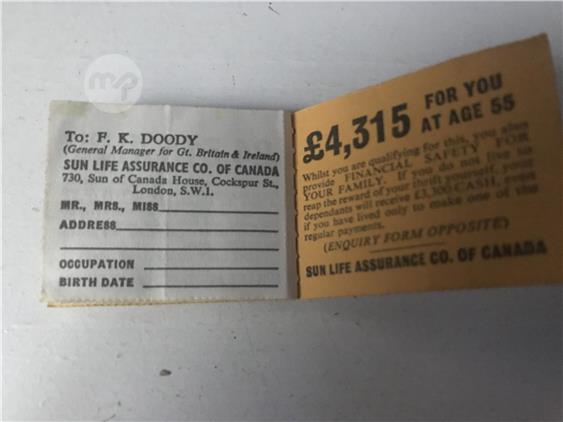 mp
To: F. K. DOODY
(General Manager for Gt. Britain & Ireland)
SUN LIFE ASSURANCE CO. OF CANADA
730, Sun of Canada House, Cockspur St.,
London, S.W.1.
MR., MRS., MISS
ADDRESS
OCCUPATION
BIRTH DATE
£4,315 FOR YOU
AT AGE 55
Whilst you are qualifying for this, you also
provide FINANCIAL SAFETY FOR
YOUR FAMILY. If you do not live to
reap the reward of your thrift yourself, your
dependants will receive £3,300 CASH, even
if you have lived only to make one of the
regular payments.
(ENQUIRY FORM OPPOSITE)
SUN LIFE ASSURANCE CO. OF CANADA